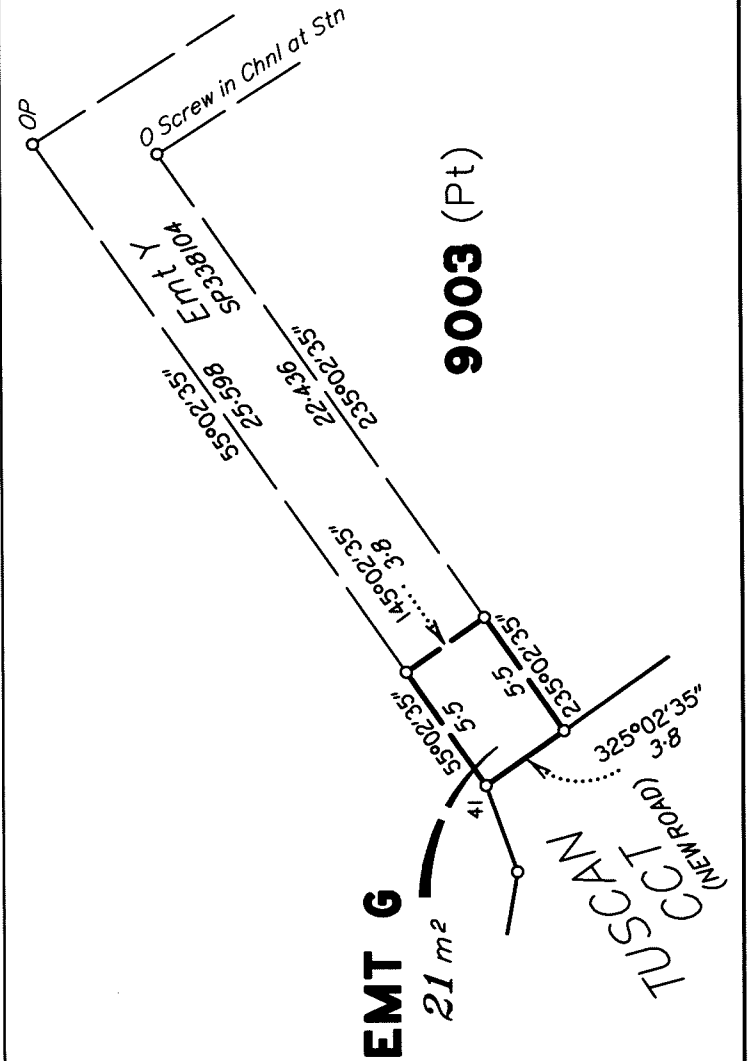 OP
O Screw in Chnl at Stn
Emt Y
SP338104
55°02'35"
25·598
22·436
235°02'35"
9003 (Pt)
145°02'35"
3·8
55°02'35"
5·5
5·5
235°02'35"
41
325°02'35"
3·8
EMT G
21 m²
TUSCAN
CCT
(NEW ROAD)